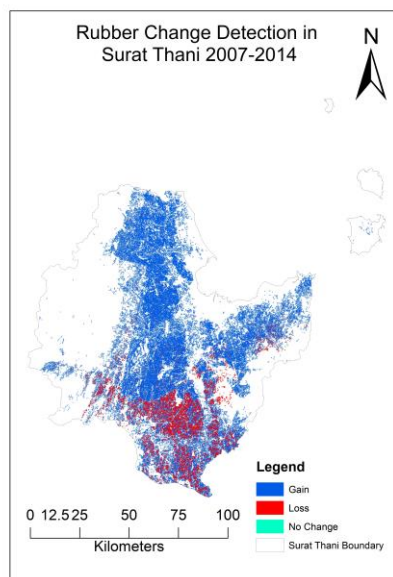 Rubber Change Detection in
Surat Thani 2007-2014
N
Legend
Gain
Loss
No Change
Surat Thani Boundary
0 12.5 25 50 75 100
Kilometers